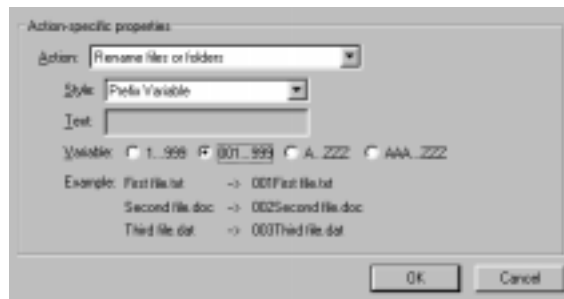 Action-specific properties
Action: Rename files or folders
Style: Prefix Variable
Text:
Variable: 1...999 001...999 A...ZZZ AAA...ZZZ
Example: First file.txt -> 001First file.txt
Second file.doc -> 002Second file.doc
Third file.dat -> 003Third file.dat
OK Cancel